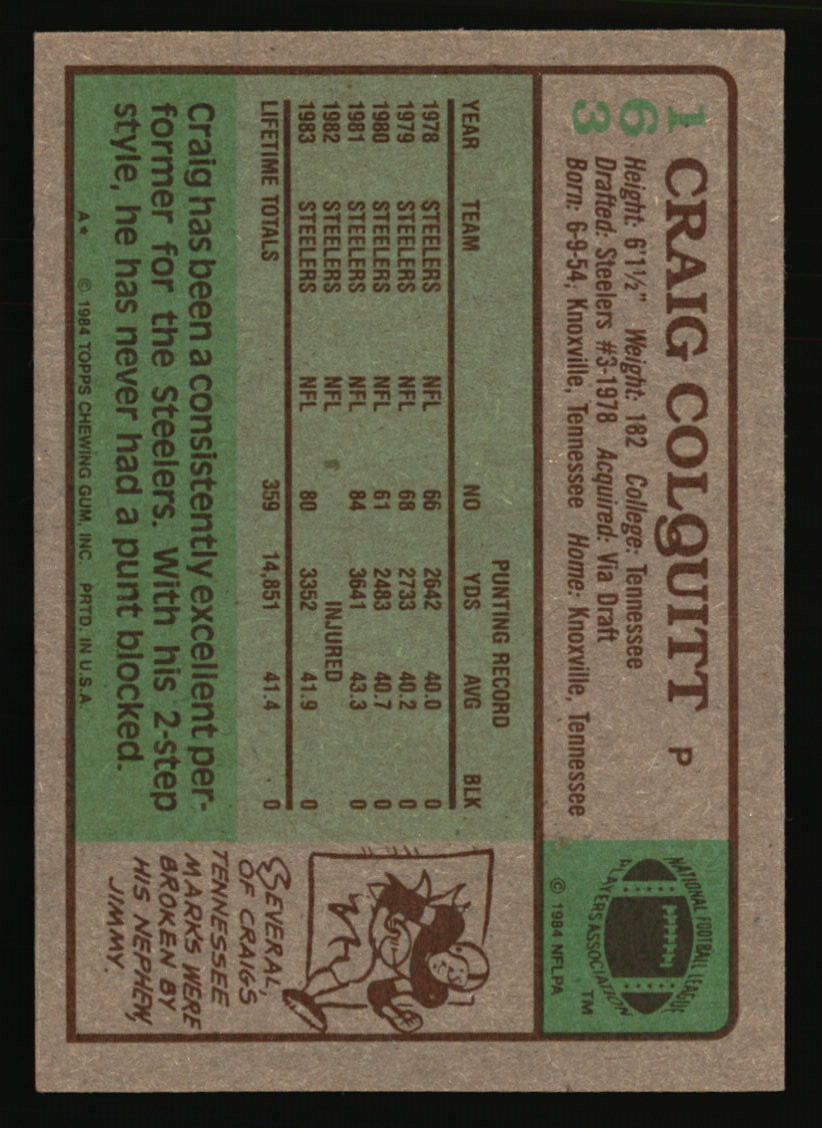 163
CRAIG COLQUITT P
Height: 6'1½" Weight: 182 College: Tennessee
Drafted: Steelers #3-1978 Acquired: Via Draft
Born: 6-9-54, Knoxville, Tennessee Home: Knoxville, Tennessee
NATIONAL FOOTBALL LEAGUE
PLAYERS ASSOCIATION
TM
© 1984 NFLPA
PUNTING RECORD
YEAR TEAM NO YDS AVG BLK
1978 STEELERS NFL 66 2642 40.0 0
1979 STEELERS NFL 68 2733 40.2 0
1980 STEELERS NFL 61 2483 40.7 0
1981 STEELERS NFL 84 3641 43.3 0
1982 STEELERS NFL INJURED
1983 STEELERS NFL 80 3352 41.9 0
LIFETIME TOTALS 359 14,851 41.4 0
Craig has been a consistently excellent per-
former for the Steelers. With his 2-step
style, he has never had a punt blocked.
A* © 1984 TOPPS CHEWING GUM, INC. PRTD. IN U.S.A.
SEVERAL,
OF CRAIG'S
TENNESSEE
MARKS WERE
BROKEN BY
HIS NEPHEW,
JIMMY.